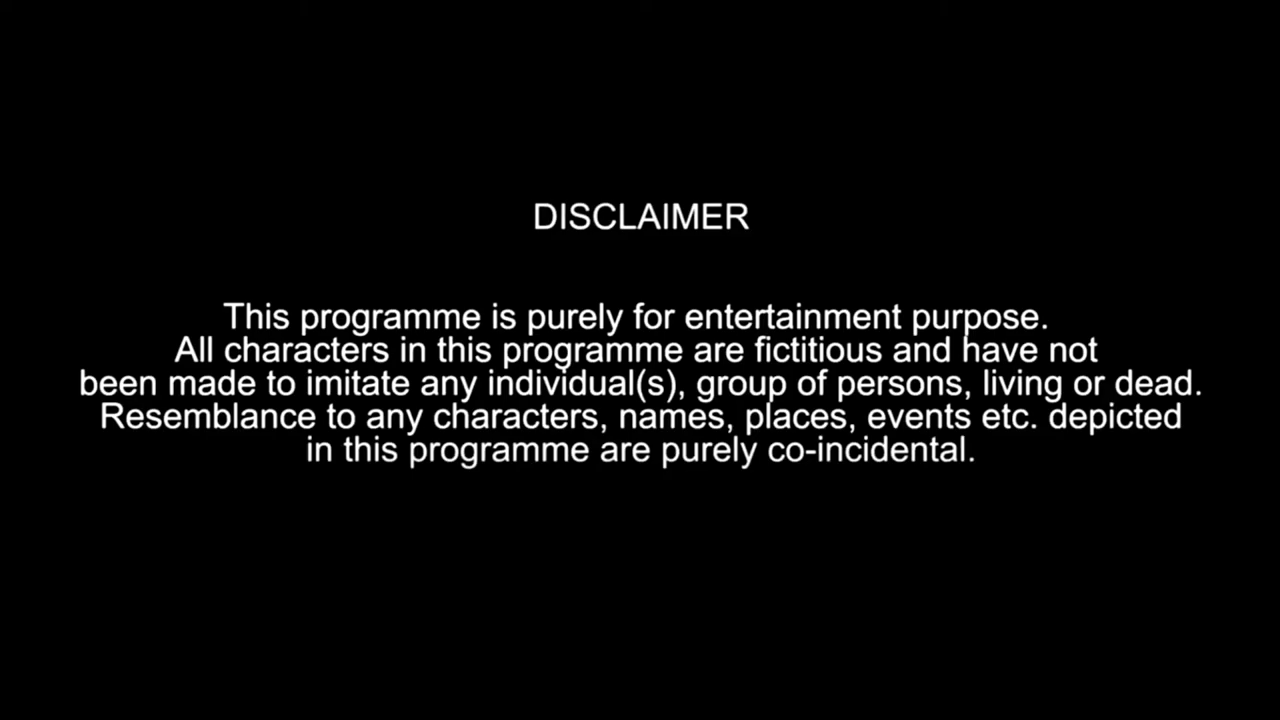 DISCLAIMER
This programme is purely for entertainment purpose.
All characters in this programme are fictitious and have not
been made to imitate any individual(s), group of persons, living or dead.
Resemblance to any characters, names, places, events etc. depicted
in this programme are purely co-incidental.